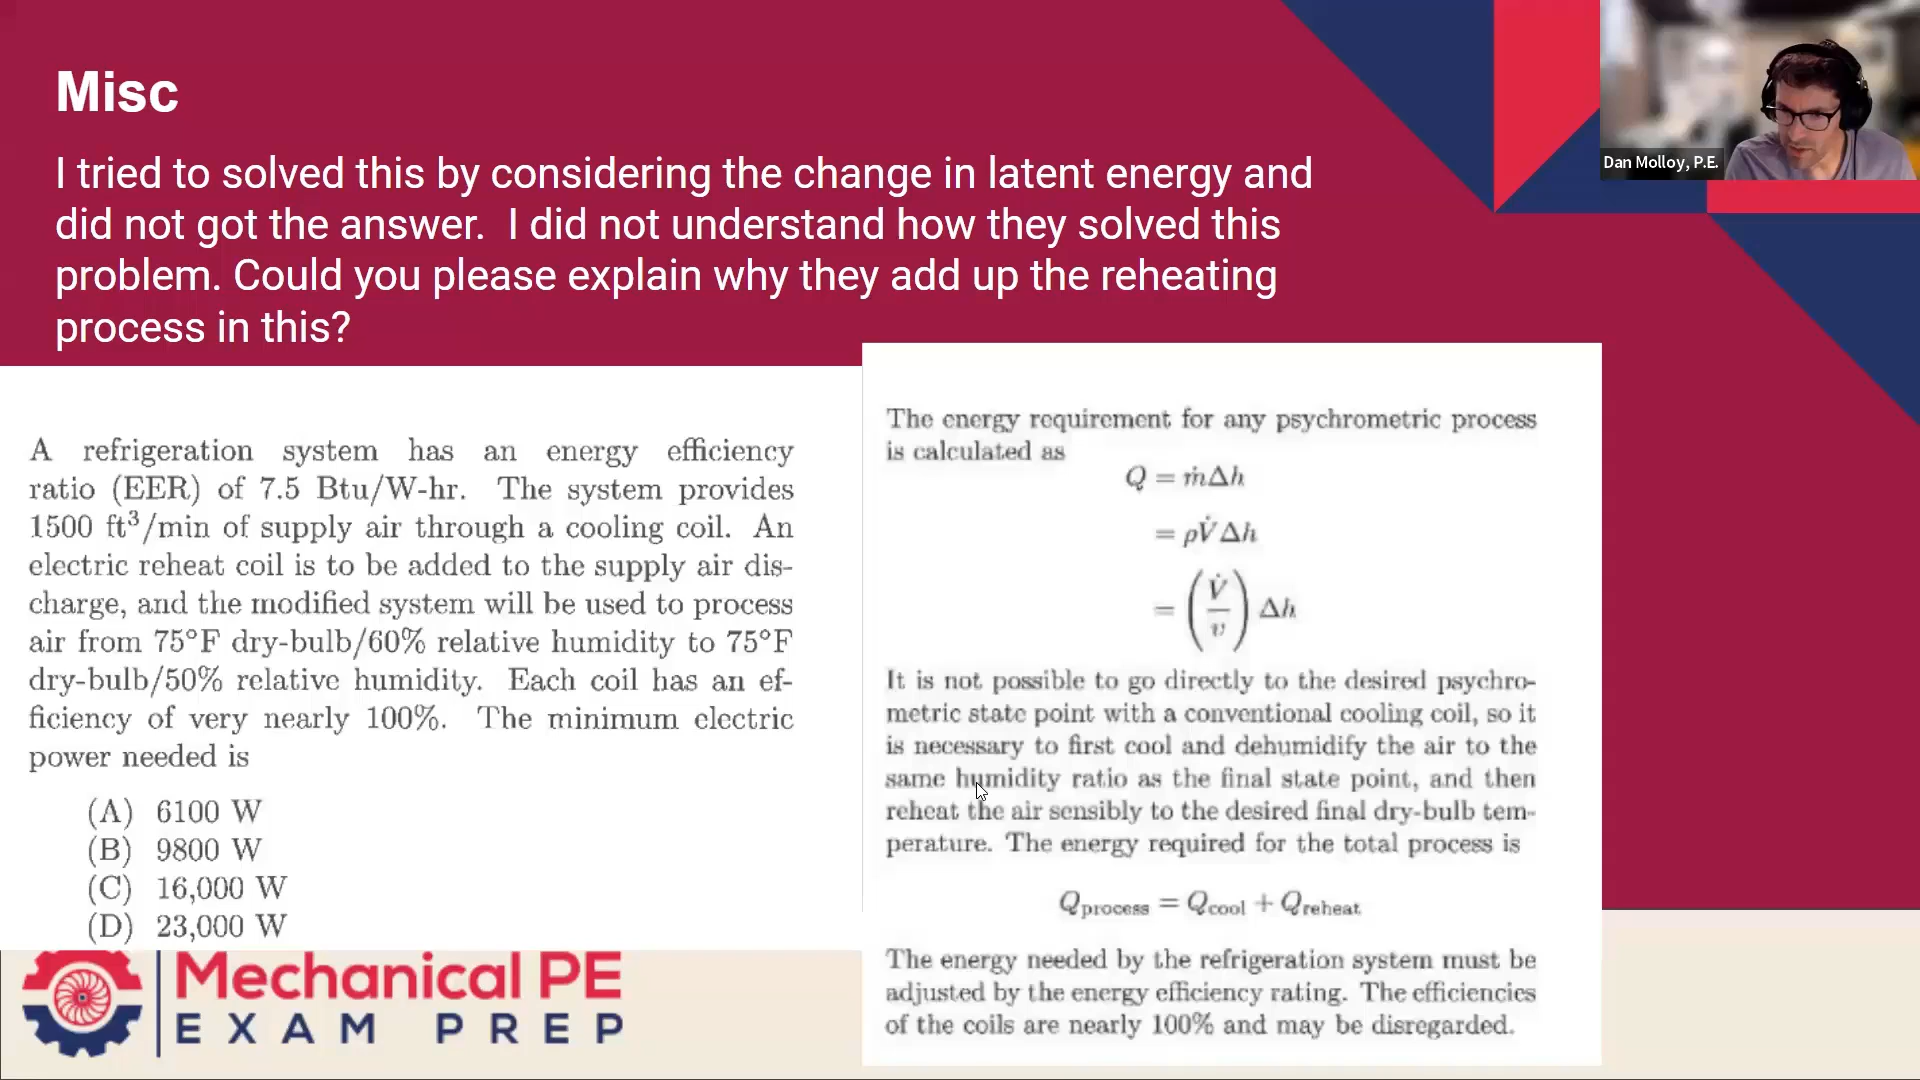 Misc
I tried to solved this by considering the change in latent energy and
did not got the answer.  I did not understand how they solved this
problem. Could you please explain why they add up the reheating
process in this?
Dan Molloy, P.E.
A refrigeration system has an energy efficiency
ratio (EER) of 7.5 Btu/W-hr. The system provides
1500 ft³/min of supply air through a cooling coil. An
electric reheat coil is to be added to the supply air dis-
charge, and the modified system will be used to process
air from 75°F dry-bulb/60% relative humidity to 75°F
dry-bulb/50% relative humidity. Each coil has an ef-
ficiency of very nearly 100%. The minimum electric
power needed is
(A) 6100 W
(B) 9800 W
(C) 16,000 W
(D) 23,000 W
The energy requirement for any psychrometric process
is calculated as
Q = ṁΔh
= ρV̇Δh
= (V̇/υ) Δh
It is not possible to go directly to the desired psychro-
metric state point with a conventional cooling coil, so it
is necessary to first cool and dehumidify the air to the
same humidity ratio as the final state point, and then
reheat the air sensibly to the desired final dry-bulb tem-
perature. The energy required for the total process is
Qprocess = Qcool + Qreheat
The energy needed by the refrigeration system must be
adjusted by the energy efficiency rating. The efficiencies
of the coils are nearly 100% and may be disregarded.
Mechanical PE
EXAM PREP